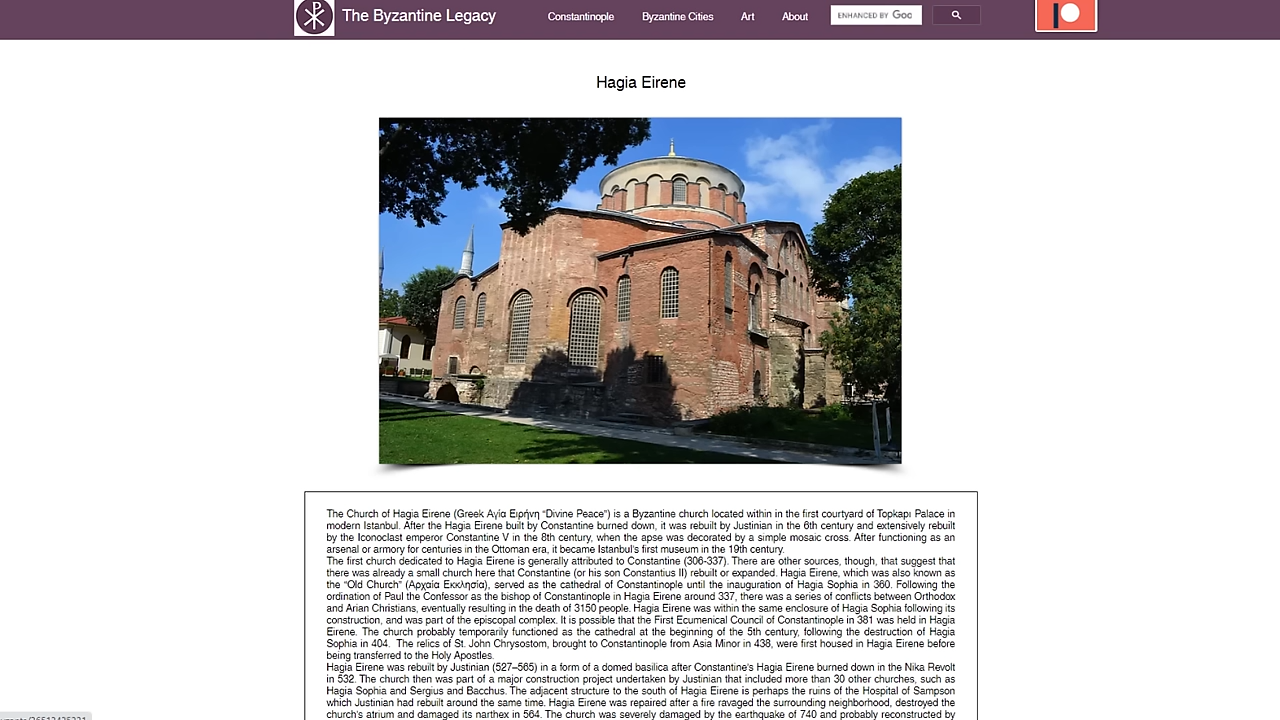 The Byzantine Legacy
Constantinople
Byzantine Cities
Art
About
ENHANCED BY Goo
Hagia Eirene
The Church of Hagia Eirene (Greek Αγία Ειρήνη “Divine Peace”) is a Byzantine church located within in the first courtyard of Topkapı Palace in
modern Istanbul. After the Hagia Eirene built by Constantine burned down, it was rebuilt by Justinian in the 6th century and extensively rebuilt
by the Iconoclast emperor Constantine V in the 8th century, when the apse was decorated by a simple mosaic cross. After functioning as an
arsenal or armory for centuries in the Ottoman era, it became Istanbul's first museum in the 19th century.
The first church dedicated to Hagia Eirene is generally attributed to Constantine (306-337). There are other sources, though, that suggest that
there was already a small church here that Constantine (or his son Constantius II) rebuilt or expanded. Hagia Eirene, which was also known as
the “Old Church” (Αρχαία Εκκλησία), served as the cathedral of Constantinople until the inauguration of Hagia Sophia in 360. Following the
ordination of Paul the Confessor as the bishop of Constantinople in Hagia Eirene around 337, there was a series of conflicts between Orthodox
and Arian Christians, eventually resulting in the death of 3150 people. Hagia Eirene was within the same enclosure of Hagia Sophia following its
construction, and was part of the episcopal complex. It is possible that the First Ecumenical Council of Constantinople in 381 was held in Hagia
Eirene. The church probably temporarily functioned as the cathedral at the beginning of the 5th century, following the destruction of Hagia
Sophia in 404. The relics of St. John Chrysostom, brought to Constantinople from Asia Minor in 438, were first housed in Hagia Eirene before
being transferred to the Holy Apostles.
Hagia Eirene was rebuilt by Justinian (527–565) in a form of a domed basilica after Constantine's Hagia Eirene burned down in the Nika Revolt
in 532. The church then was part of a major construction project undertaken by Justinian that included more than 30 other churches, such as
Hagia Sophia and Sergius and Bacchus. The adjacent structure to the south of Hagia Eirene is perhaps the ruins of the Hospital of Sampson
which Justinian had rebuilt around the same time. Hagia Eirene was repaired after a fire ravaged the surrounding neighborhood, destroyed the
church's atrium and damaged its narthex in 564. The church was severely damaged by the earthquake of 740 and probably reconstructed by